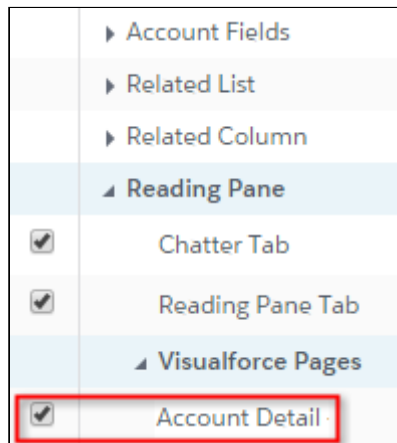 Account Fields
Related List
Related Column
Reading Pane
Chatter Tab
Reading Pane Tab
Visualforce Pages
Account Detail